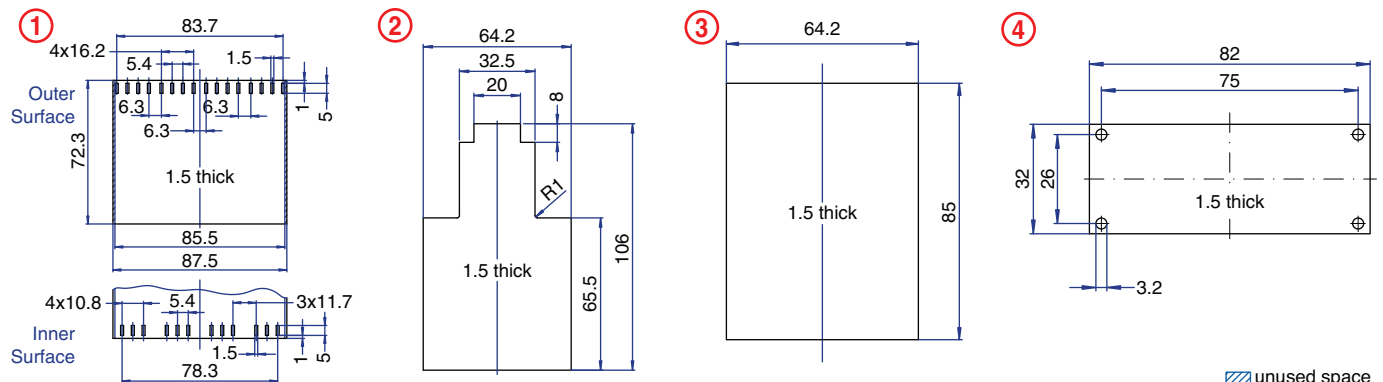 1
83.7
4x16.2
5.4
1.5
Outer
Surface
6.3
6.3
6.3
1
5
72.3
1.5 thick
85.5
87.5
4x10.8
5.4
3x11.7
Inner
Surface
1.5
1
5
78.3
2
64.2
32.5
20
8
R1
106
1.5 thick
65.5
3
64.2
1.5 thick
85
4
82
75
32
26
1.5 thick
3.2
unused space